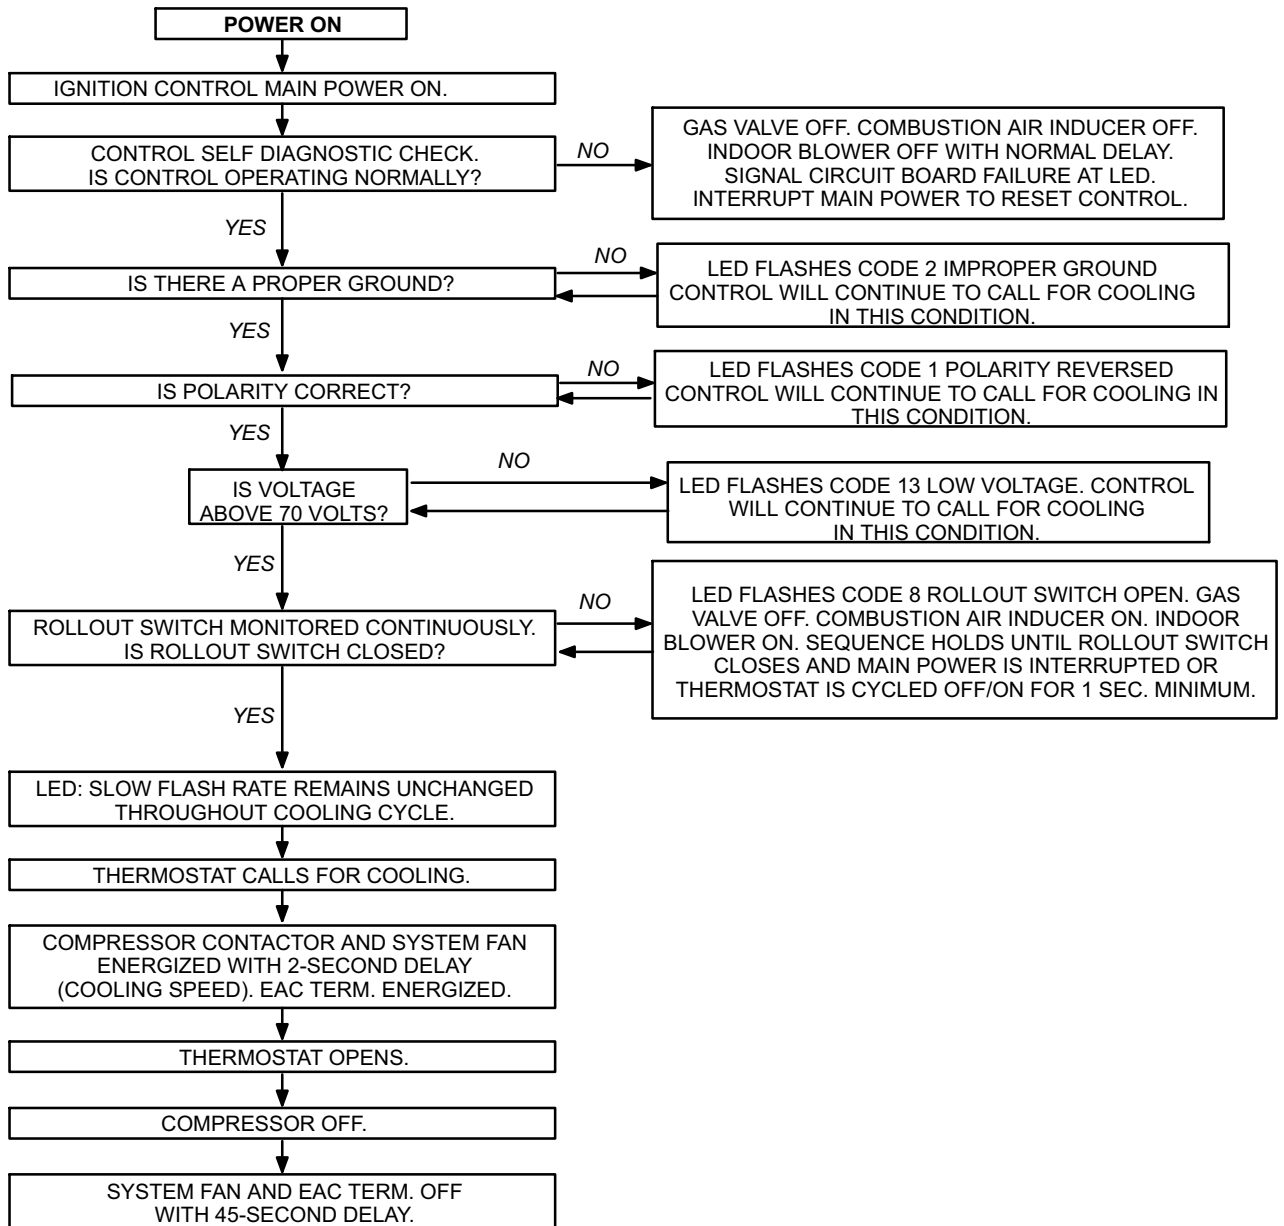 POWER ON
IGNITION CONTROL MAIN POWER ON.
CONTROL SELF DIAGNOSTIC CHECK.
IS CONTROL OPERATING NORMALLY?
NO
GAS VALVE OFF. COMBUSTION AIR INDUCER OFF.
INDOOR BLOWER OFF WITH NORMAL DELAY.
SIGNAL CIRCUIT BOARD FAILURE AT LED.
INTERRUPT MAIN POWER TO RESET CONTROL.
YES
IS THERE A PROPER GROUND?
NO
LED FLASHES CODE 2 IMPROPER GROUND
CONTROL WILL CONTINUE TO CALL FOR COOLING
IN THIS CONDITION.
YES
IS POLARITY CORRECT?
NO
LED FLASHES CODE 1 POLARITY REVERSED
CONTROL WILL CONTINUE TO CALL FOR COOLING IN
THIS CONDITION.
YES
IS VOLTAGE
ABOVE 70 VOLTS?
NO
LED FLASHES CODE 13 LOW VOLTAGE. CONTROL
WILL CONTINUE TO CALL FOR COOLING
IN THIS CONDITION.
YES
ROLLOUT SWITCH MONITORED CONTINUOUSLY.
IS ROLLOUT SWITCH CLOSED?
NO
LED FLASHES CODE 8 ROLLOUT SWITCH OPEN. GAS
VALVE OFF. COMBUSTION AIR INDUCER ON. INDOOR
BLOWER ON. SEQUENCE HOLDS UNTIL ROLLOUT SWITCH
CLOSES AND MAIN POWER IS INTERRUPTED OR
THERMOSTAT IS CYCLED OFF/ON FOR 1 SEC. MINIMUM.
YES
LED: SLOW FLASH RATE REMAINS UNCHANGED
THROUGHOUT COOLING CYCLE.
THERMOSTAT CALLS FOR COOLING.
COMPRESSOR CONTACTOR AND SYSTEM FAN
ENERGIZED WITH 2-SECOND DELAY
(COOLING SPEED). EAC TERM. ENERGIZED.
THERMOSTAT OPENS.
COMPRESSOR OFF.
SYSTEM FAN AND EAC TERM. OFF
WITH 45-SECOND DELAY.